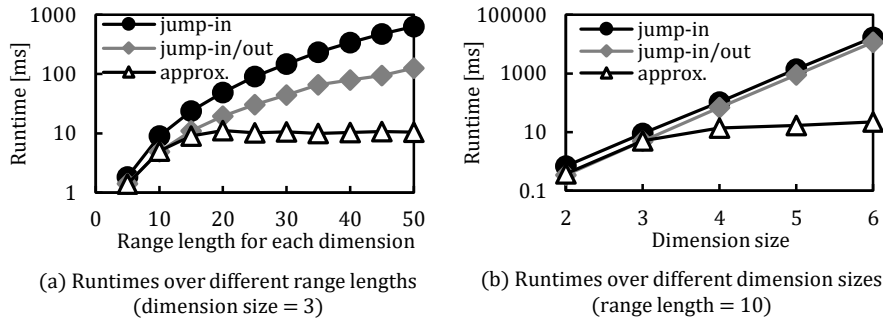 1000
100
10
1
Runtime [ms]
jump-in
jump-in/out
approx.
0 10 20 30 40 50
Range length for each dimension
(a) Runtimes over different range lengths
(dimension size = 3)
100000
1000
10
0.1
Runtime [ms]
jump-in
jump-in/out
approx.
2 3 4 5 6
Dimension size
(b) Runtimes over different dimension sizes
(range length = 10)